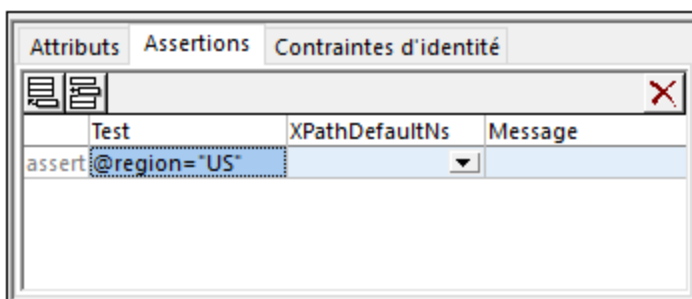 Attributs Assertions Contraintes d'identité
Test XPathDefaultNs Message
assert @region="US"